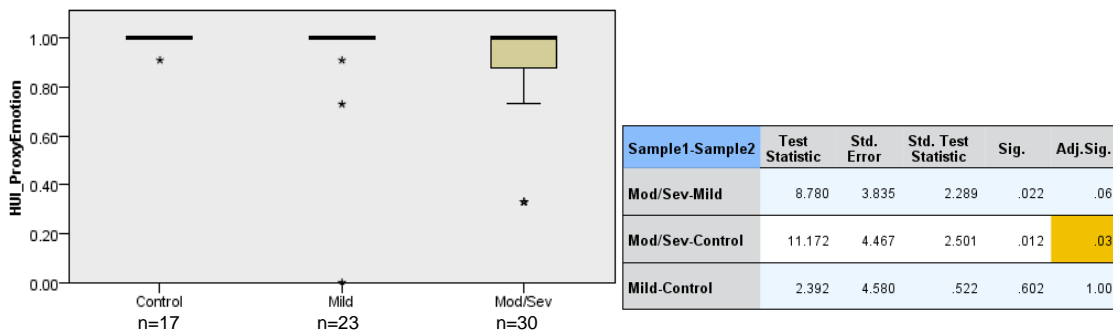 HUI_ProxyEmotion
1.00
0.80
0.60
0.40
0.20
0.00
Control Mild Mod/Sev
n=17 n=23 n=30
Sample1-Sample2 Test Statistic Std. Error Std. Test Statistic Sig. Adj.Sig.
Mod/Sev-Mild 8.780 3.835 2.289 .022 .06
Mod/Sev-Control 11.172 4.467 2.501 .012 .03
Mild-Control 2.392 4.580 .522 .602 1.00